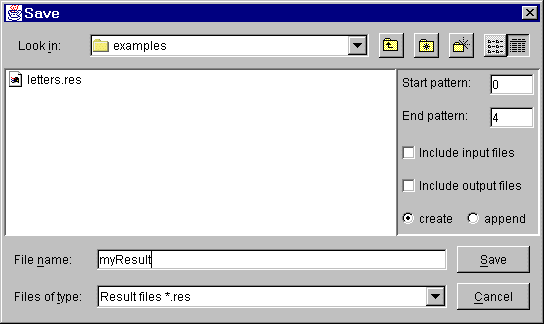 Save
Look in: examples
letters.res
Start pattern: 0
End pattern: 4
Include input files
Include output files
create append
File name: myResult Save
Files of type: Result files *.res Cancel